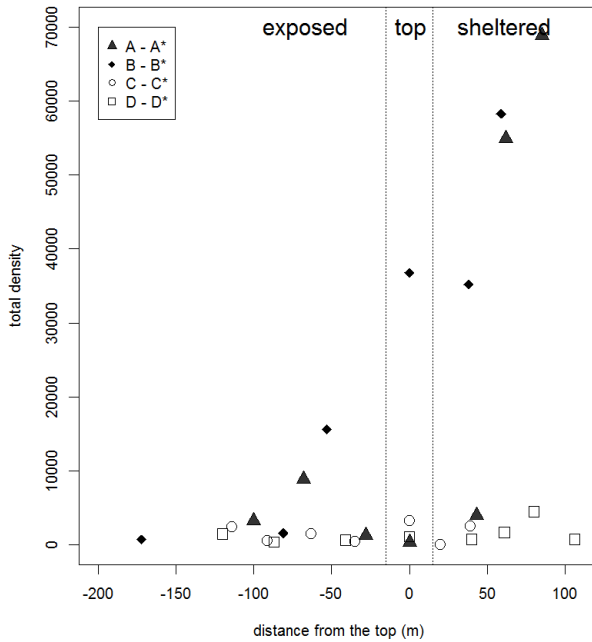 exposed top sheltered
A - A*
B - B*
C - C*
D - D*
70000
60000
50000
40000
30000
20000
10000
0
total density
-200 -150 -100 -50 0 50 100
distance from the top (m)